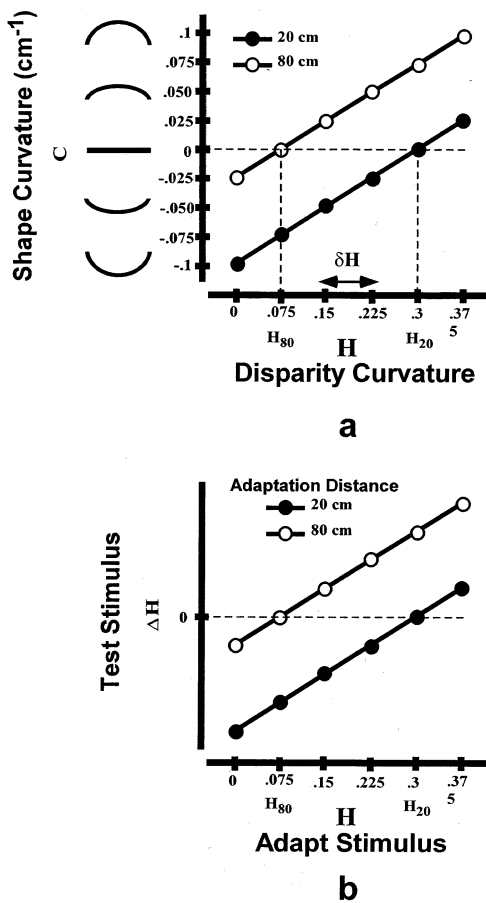 Shape Curvature (cm-1)
C
.1
.075
.050
.025
0
-.025
-.050
-.075
-.1
20 cm
80 cm
δH
0 .075 .15 .225 .3 .37
5
H80 H20
H
Disparity Curvature
a
Test Stimulus
ΔH
0
Adaptation Distance
20 cm
80 cm
0 .075 .15 .225 .3 .37
5
H80 H20
H
Adapt Stimulus
b